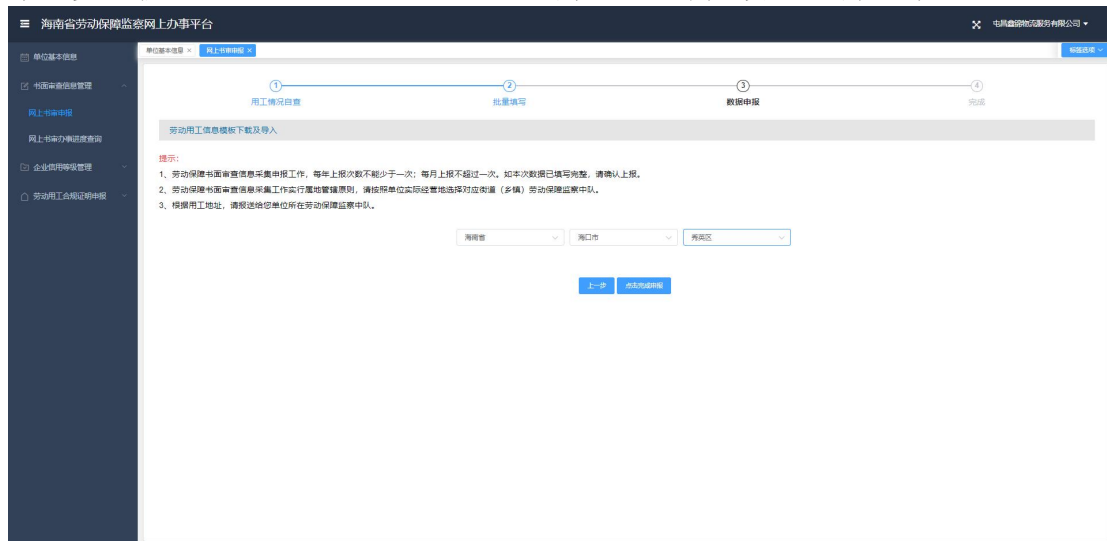 海南省劳动保障监察网上办事平台
屯昌鑫锦物流服务有限公司
单位基本信息
书面审查信息管理
网上书审申报
网上书审办事进度查询
企业信用等级管理
劳动用工合规证明申报
单位基本信息 ×
网上书审申报 ×
标签选项
1
用工情况自查
2
批量填写
3
数据申报
4
完成
劳动用工信息模板下载及导入
提示：
1、劳动保障书面审查信息采集申报工作，每年上报次数不能少于一次；每月上报不超过一次。如本次数据已填写完整，请确认上报。
2、劳动保障书面审查信息采集工作实行属地管辖原则，请按照单位实际经营地选择对应街道（乡镇）劳动保障监察中队。
3、根据用工地址，请报送给您单位所在劳动保障监察中队。
海南省
海口市
秀英区
上一步
点击完成申报